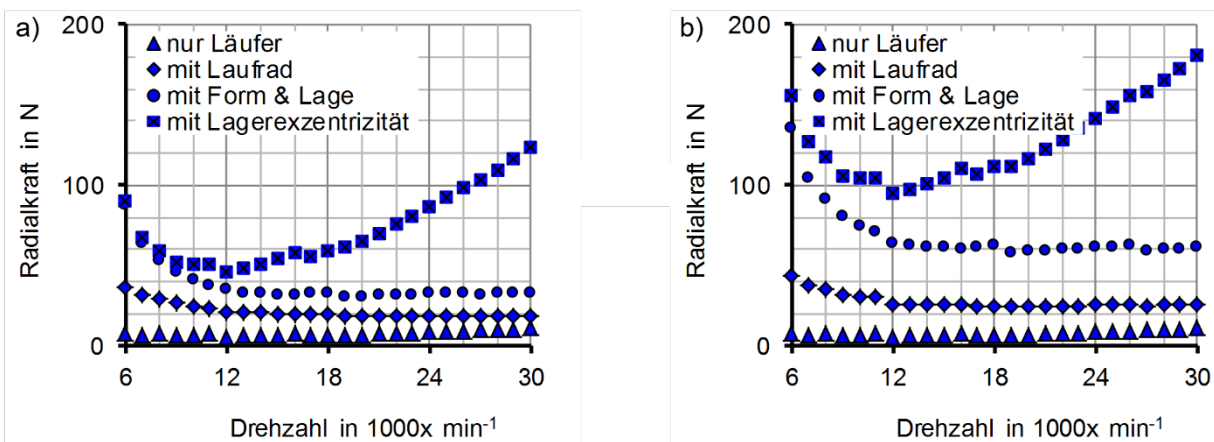 a)
Radialkraft in N
200
100
0
nur Läufer
mit Laufrad
mit Form & Lage
mit Lagerexzentrizität
6 12 18 24 30
Drehzahl in 1000x min⁻¹
b)
Radialkraft in N
200
100
0
nur Läufer
mit Laufrad
mit Form & Lage
mit Lagerexzentrizität
6 12 18 24 30
Drehzahl in 1000x min⁻¹